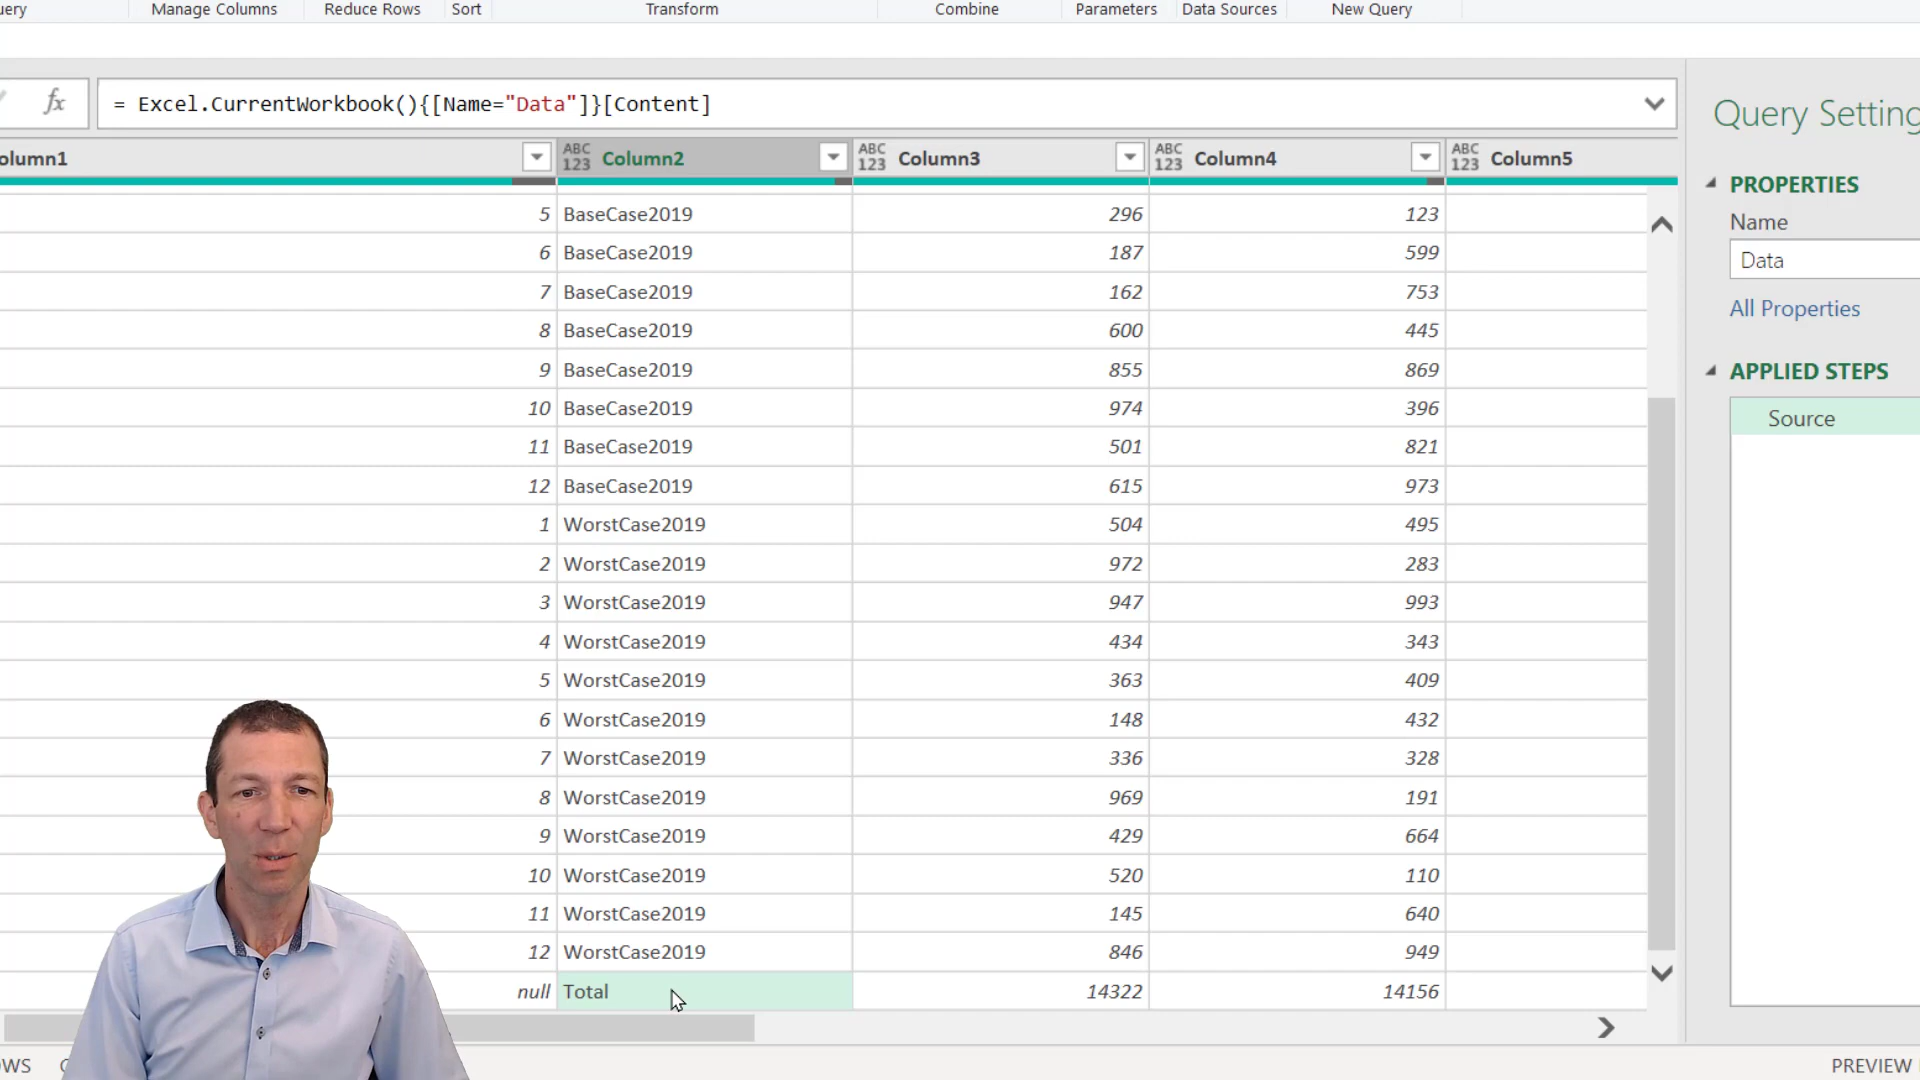 uery Manage Columns Reduce Rows Sort Transform Combine Parameters Data Sources New Query
fx = Excel.CurrentWorkbook(){[Name="Data"]}[Content]
Query Setting
olumn1 ABC 123 Column2 ABC 123 Column3 ABC 123 Column4 ABC 123 Column5
PROPERTIES
Name
Data
All Properties
APPLIED STEPS
Source
5 BaseCase2019 296 123
6 BaseCase2019 187 599
7 BaseCase2019 162 753
8 BaseCase2019 600 445
9 BaseCase2019 855 869
10 BaseCase2019 974 396
11 BaseCase2019 501 821
12 BaseCase2019 615 973
1 WorstCase2019 504 495
2 WorstCase2019 972 283
3 WorstCase2019 947 993
4 WorstCase2019 434 343
5 WorstCase2019 363 409
6 WorstCase2019 148 432
7 WorstCase2019 336 328
8 WorstCase2019 969 191
9 WorstCase2019 429 664
10 WorstCase2019 520 110
11 WorstCase2019 145 640
12 WorstCase2019 846 949
null Total 14322 14156
OWS PREVIEW